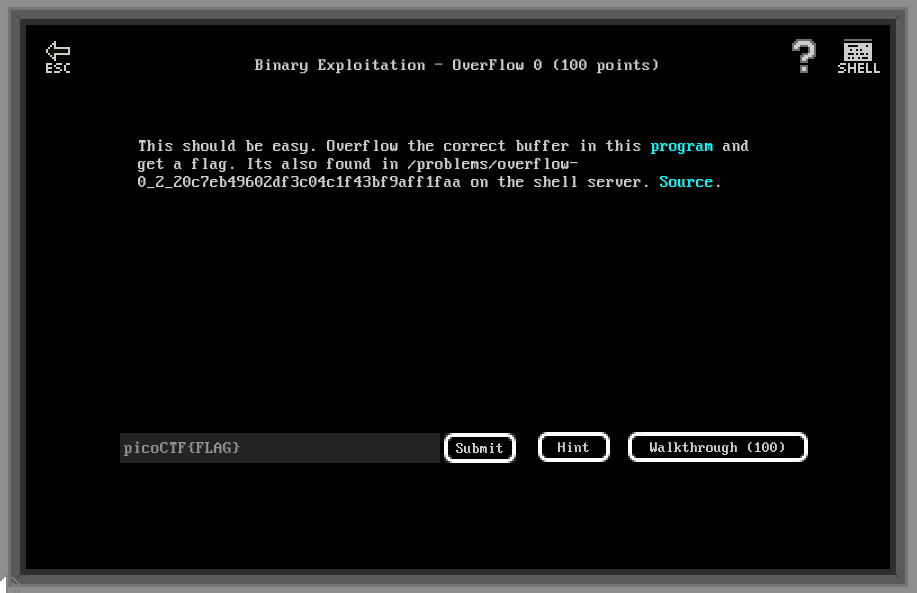 ESC
Binary Exploitation - OverFlow 0 (100 points)
?
SHELL
This should be easy. Overflow the correct buffer in this program and
get a flag. Its also found in /problems/overflow-
0_2_20c7eb49602df3c04c1f43bf9aff1faa on the shell server. Source.
picoCTF{FLAG}
Submit
Hint
Walkthrough (100)